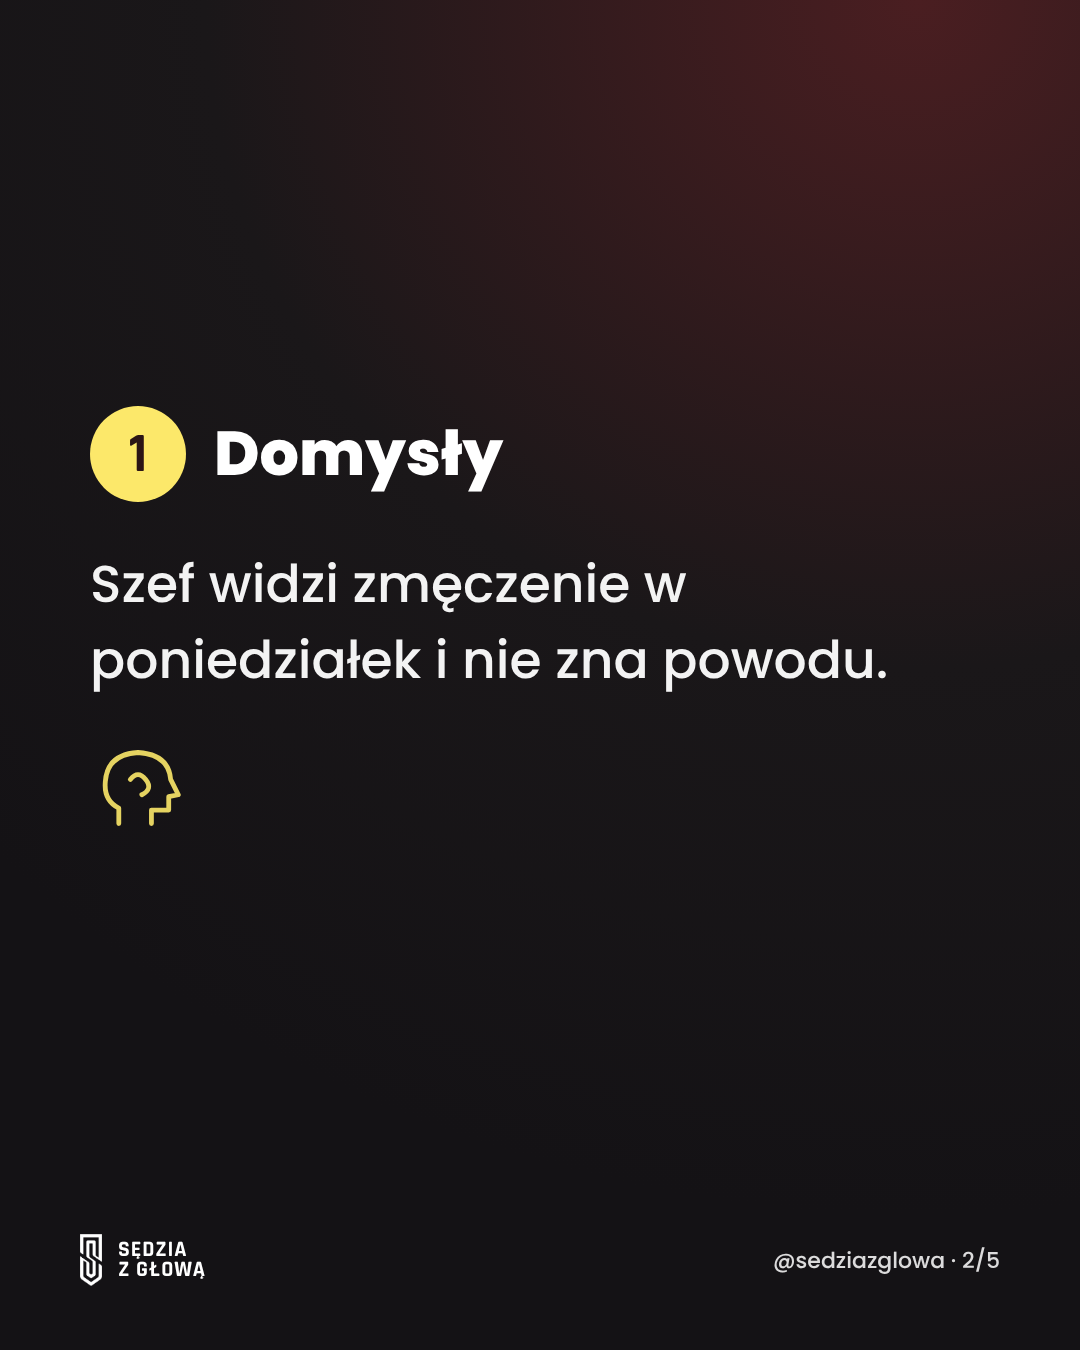 1 Domysły
Szef widzi zmęczenie w
poniedziałek i nie zna powodu.
SĘDZIA
Z GŁOWĄ
@sedziazglowa · 2/5